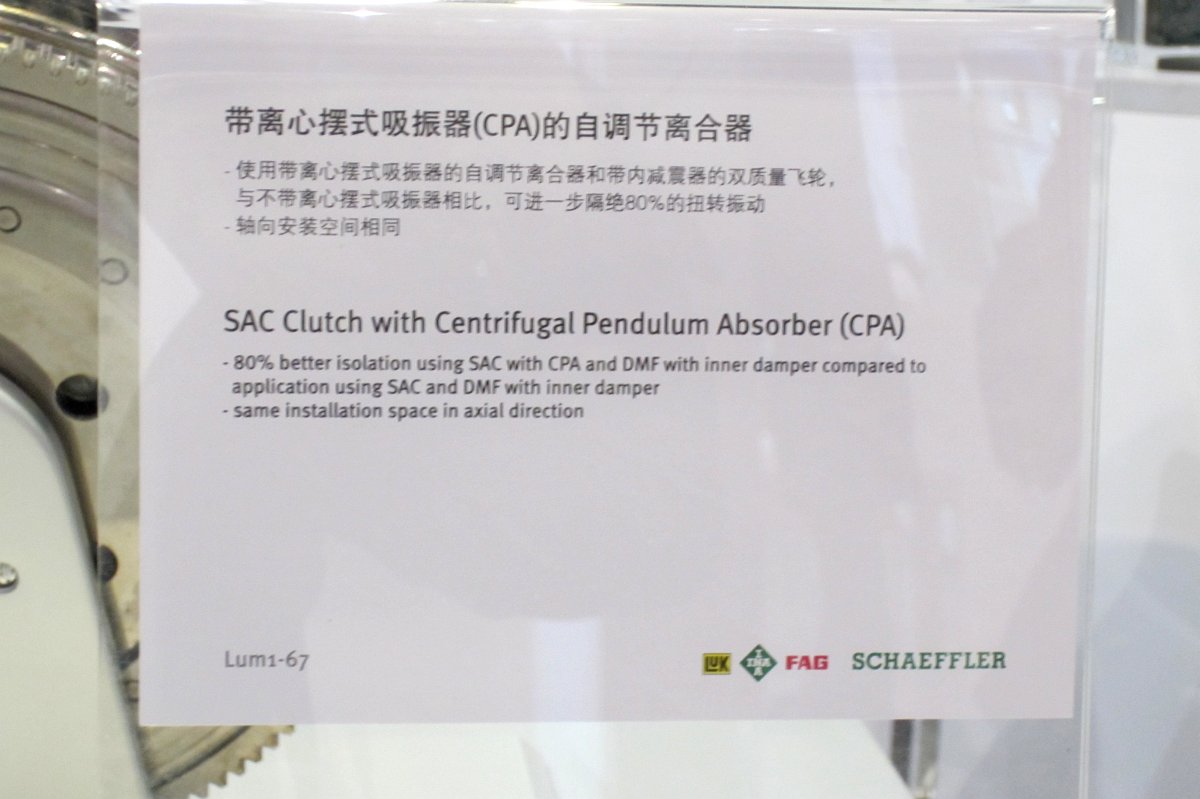 带离心摆式吸振器(CPA)的自调节离合器
- 使用带离心摆式吸振器的自调节离合器和带内减震器的双质量飞轮，
与不带离心摆式吸振器相比，可进一步隔绝80%的扭转振动
- 轴向安装空间相同
SAC Clutch with Centrifugal Pendulum Absorber (CPA)
- 80% better isolation using SAC with CPA and DMF with inner damper compared to
application using SAC and DMF with inner damper
- same installation space in axial direction
Lum1-67
LUK INA FAG SCHAEFFLER